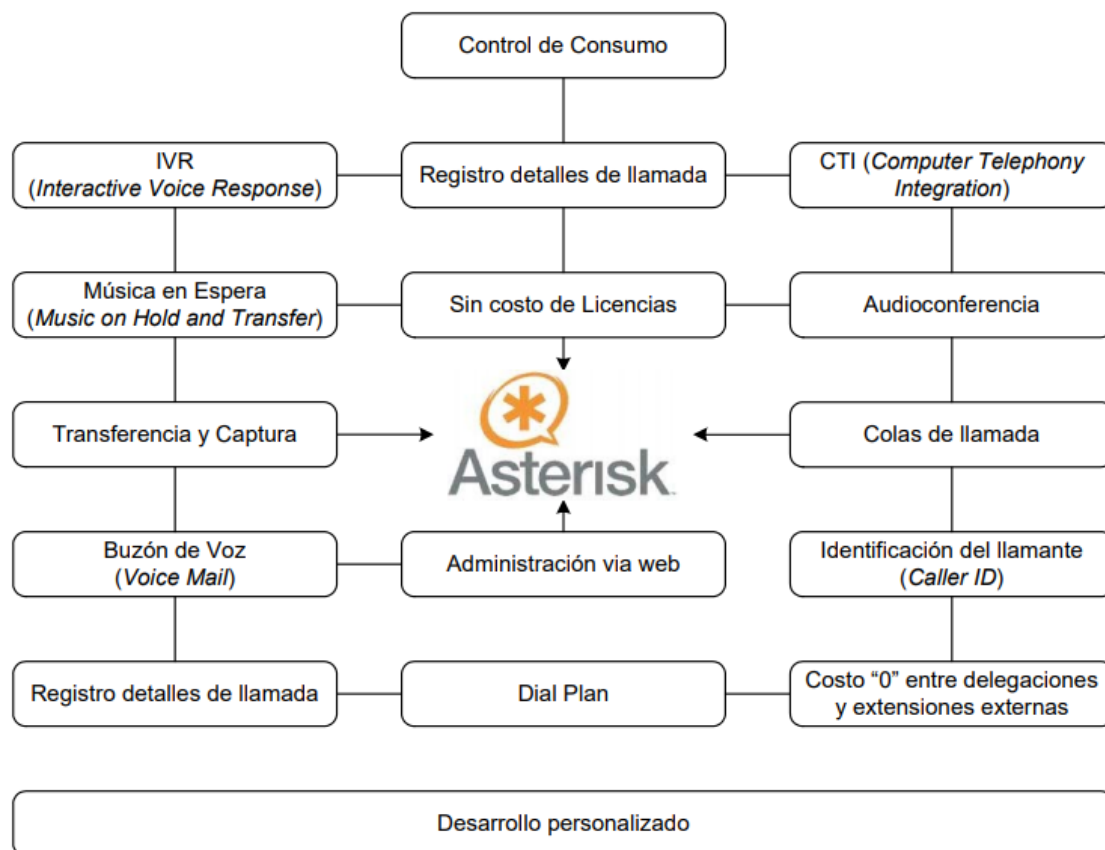 Control de Consumo
IVR
(Interactive Voice Response)
Registro detalles de llamada
CTI (Computer Telephony
Integration)
Música en Espera
(Music on Hold and Transfer)
Sin costo de Licencias
Audioconferencia
Transferencia y Captura
Asterisk
Colas de llamada
Buzón de Voz
(Voice Mail)
Administración via web
Identificación del llamante
(Caller ID)
Registro detalles de llamada
Dial Plan
Costo “0” entre delegaciones
y extensiones externas
Desarrollo personalizado